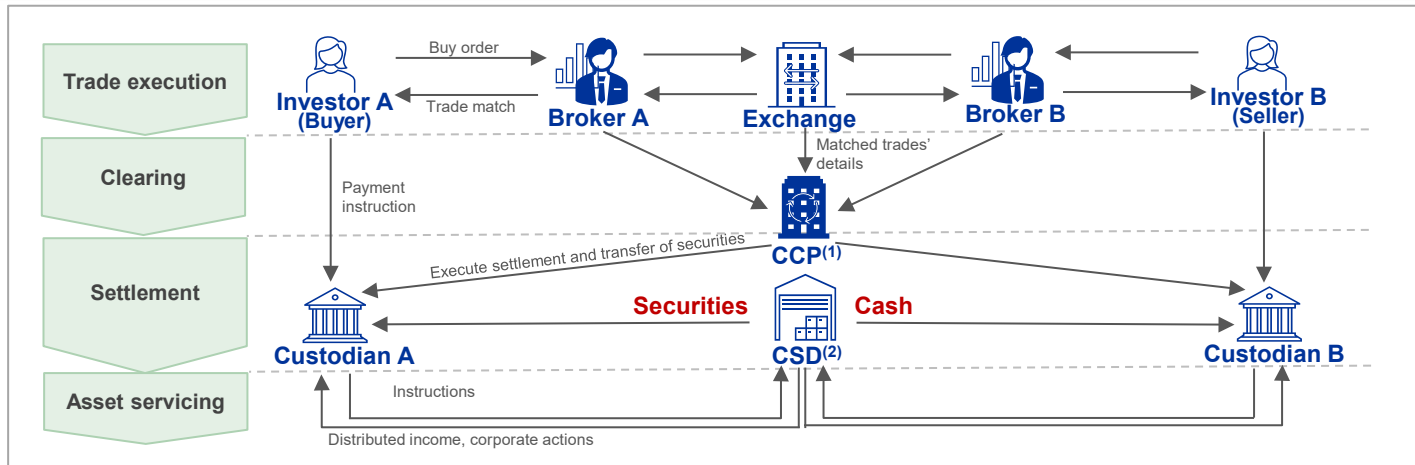 Trade execution
Buy order
Trade match
Investor A
(Buyer)
Broker A
Exchange
Broker B
Investor B
(Seller)
Clearing
Matched trades'
details
Payment
instruction
CCP(1)
Settlement
Execute settlement and transfer of securities
Securities
Cash
Custodian A
CSD(2)
Custodian B
Asset servicing
Instructions
Distributed income, corporate actions